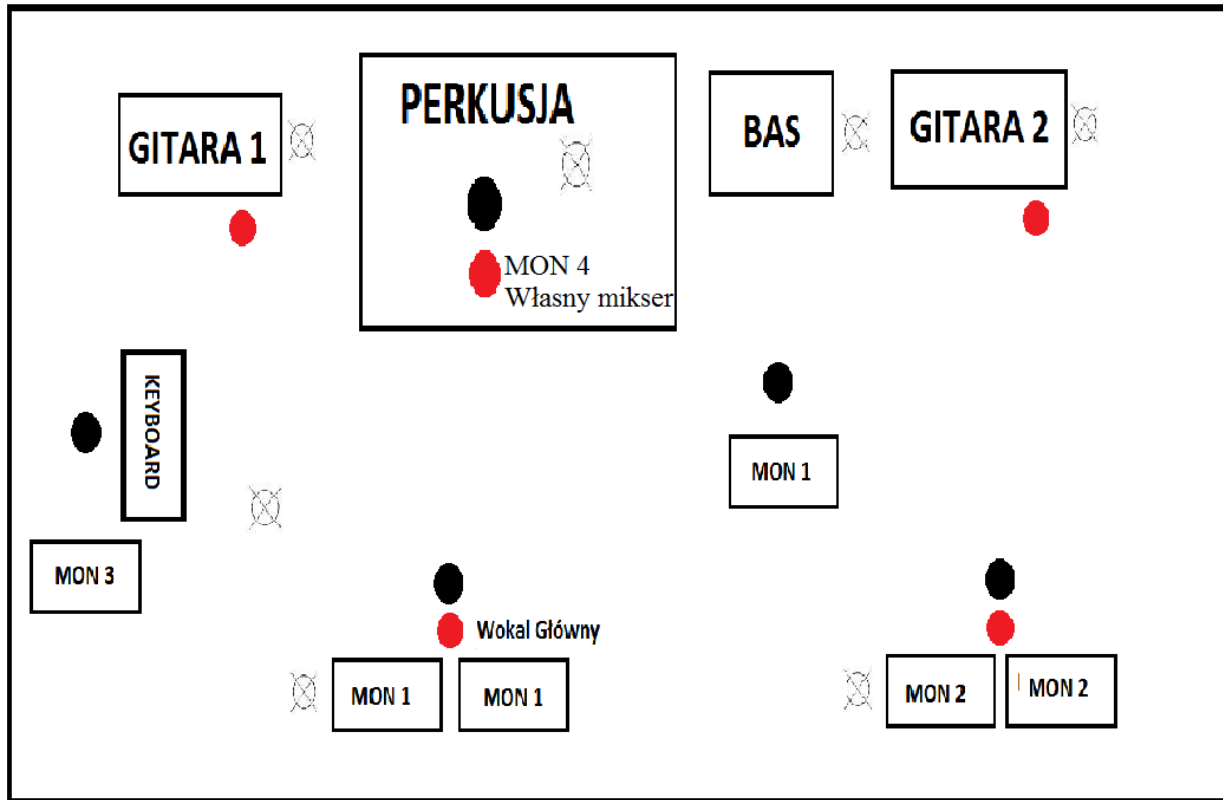 PERKUSJA
GITARA 1
BAS
GITARA 2
MON 4
Własny mikser
KEYBOARD
MON 1
MON 3
Wokal Główny
MON 1
MON 1
MON 2
MON 2